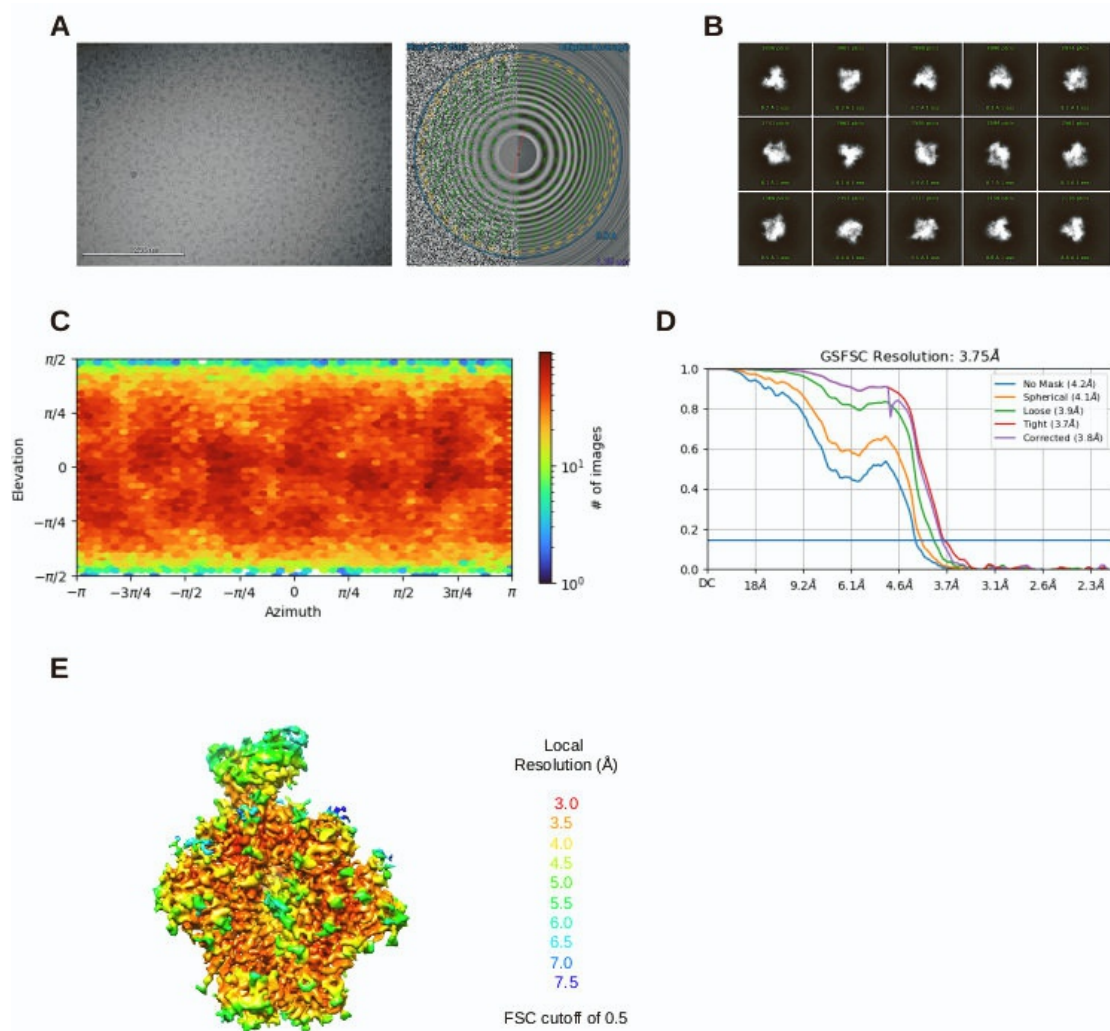 A
B
C
π/2
π/4
0
−π/4
−π/2
Elevation
−π
−3π/4
−π/2
−π/4
0
π/4
π/2
3π/4
π
Azimuth
10¹
10⁰
# of images
D
GSFSC Resolution: 3.75Å
1.0
0.8
0.6
0.4
0.2
0.0
No Mask (4.2Å)
Spherical (4.1Å)
Loose (3.9Å)
Tight (3.7Å)
Corrected (3.8Å)
DC
18Å
9.2Å
6.1Å
4.6Å
3.7Å
3.1Å
2.6Å
2.3Å
E
Local
Resolution (Å)
3.0
3.5
4.0
4.5
5.0
5.5
6.0
6.5
7.0
7.5
FSC cutoff of 0.5